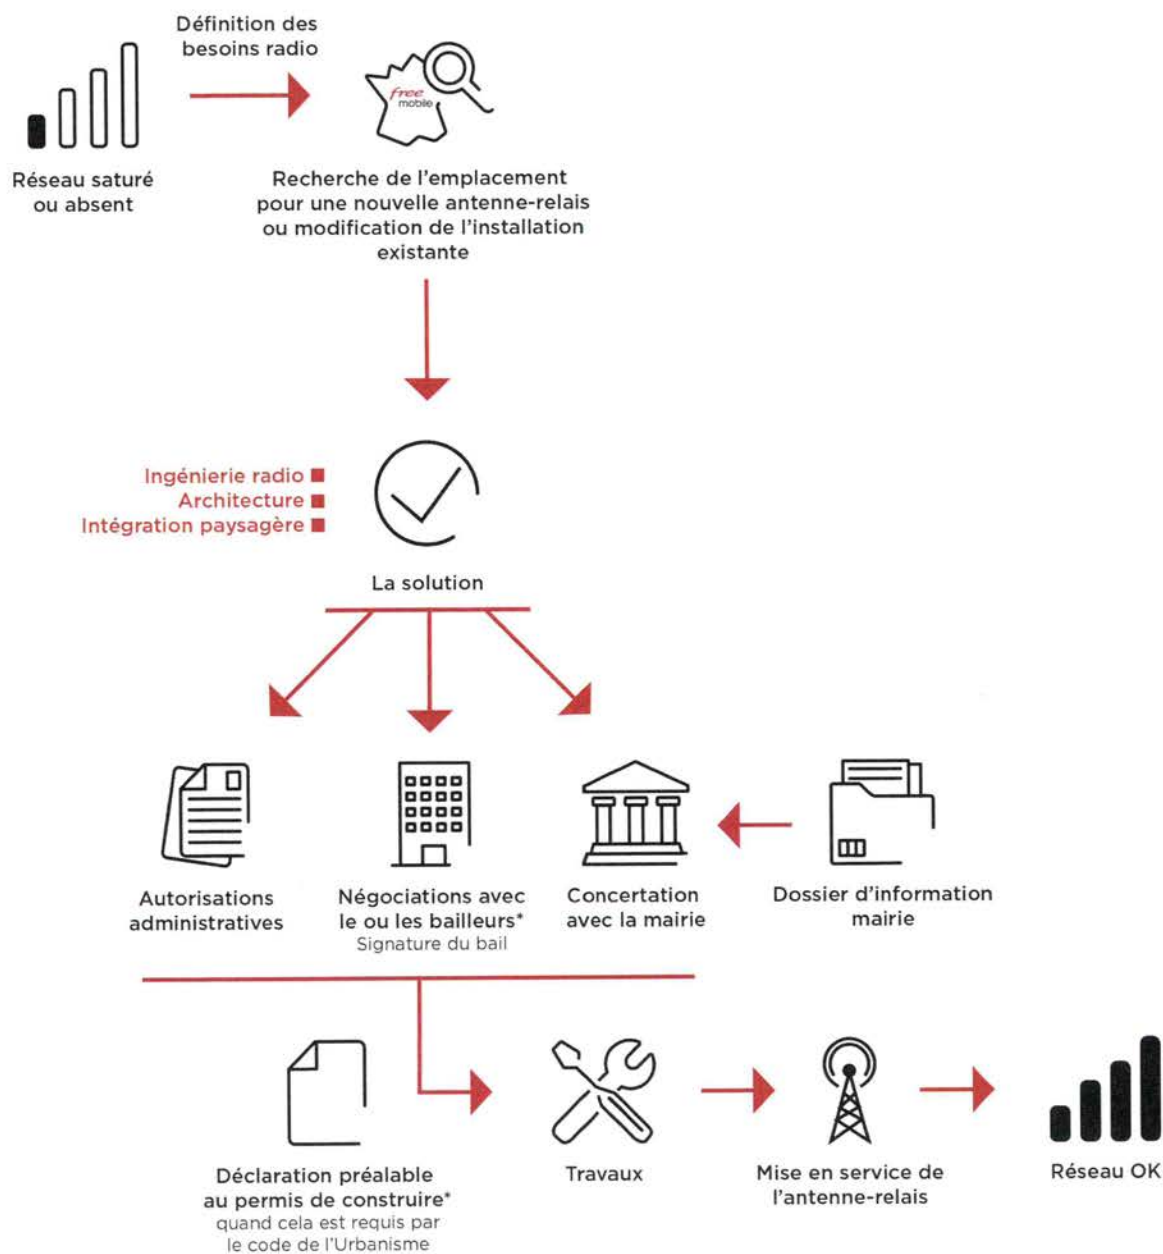 Définition des
besoins radio
free
mobile
Réseau saturé
ou absent
Recherche de l'emplacement
pour une nouvelle antenne-relais
ou modification de l'installation
existante
Ingénierie radio
Architecture
Intégration paysagère
La solution
Autorisations
administratives
Négociations avec
le ou les bailleurs*
Signature du bail
Concertation
avec la mairie
Dossier d'information
mairie
Déclaration préalable
au permis de construire*
quand cela est requis par
le code de l'Urbanisme
Travaux
Mise en service de
l'antenne-relais
Réseau OK